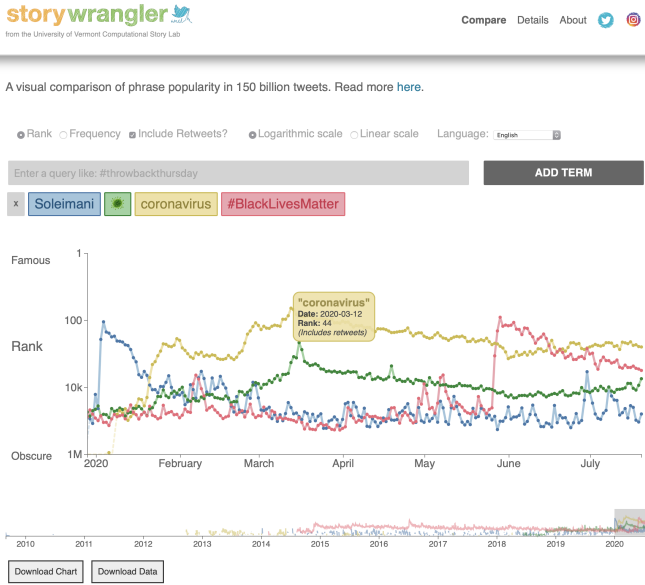 storywrangler
from the University of Vermont Computational Story Lab
Compare Details About
A visual comparison of phrase popularity in 150 billion tweets. Read more here.
Rank Frequency Include Retweets? Logarithmic scale Linear scale Language: English
Enter a query like: #throwbackthursday
ADD TERM
x Soleimani coronavirus #BlackLivesMatter
Famous 1
"coronavirus"
Date: 2020-03-12
Rank: 44
(Includes retweets)
100
Rank
10k
Obscure 1M
2020 February March April May June July
2010 2011 2012 2013 2014 2015 2016 2017 2018 2019 2020
Download Chart Download Data